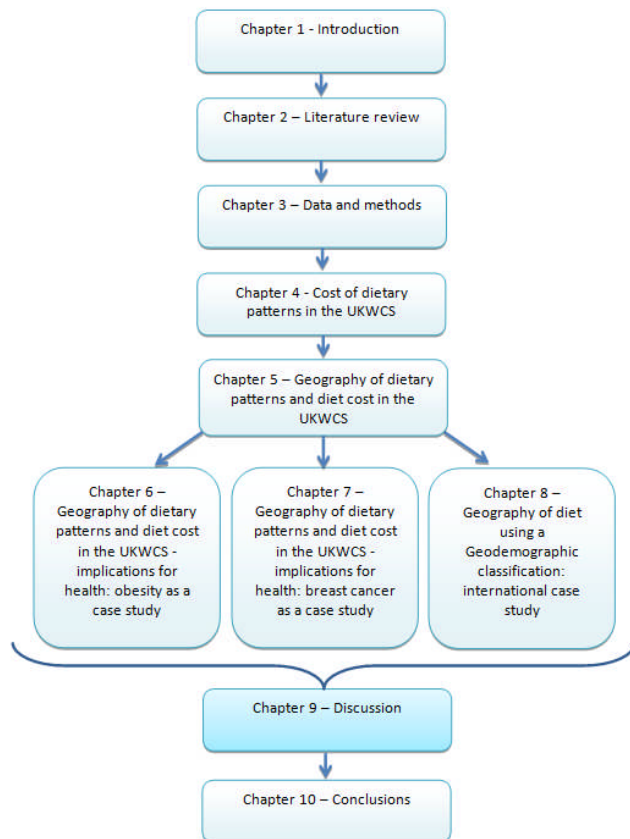 Chapter 1 - Introduction
Chapter 2 – Literature review
Chapter 3 – Data and methods
Chapter 4 - Cost of dietary
patterns in the UKWCS
Chapter 5 – Geography of dietary
patterns and diet cost in the
UKWCS
Chapter 6 –
Geography of dietary
patterns and diet cost
in the UKWCS -
implications for
health: obesity as a
case study
Chapter 7 –
Geography of dietary
patterns and diet cost
in the UKWCS -
implications for
health: breast cancer
as a case study
Chapter 8 –
Geography of diet
using a
Geodemographic
classification:
international case
study
Chapter 9 – Discussion
Chapter 10 – Conclusions